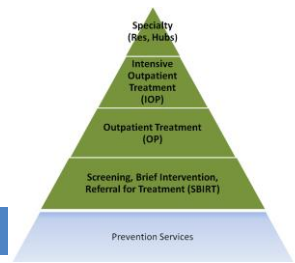 Specialty
(Res, Hubs)
Intensive
Outpatient
Treatment
(IOP)
Outpatient Treatment
(OP)
Screening, Brief Intervention,
Referral for Treatment (SBIRT)
Prevention Services